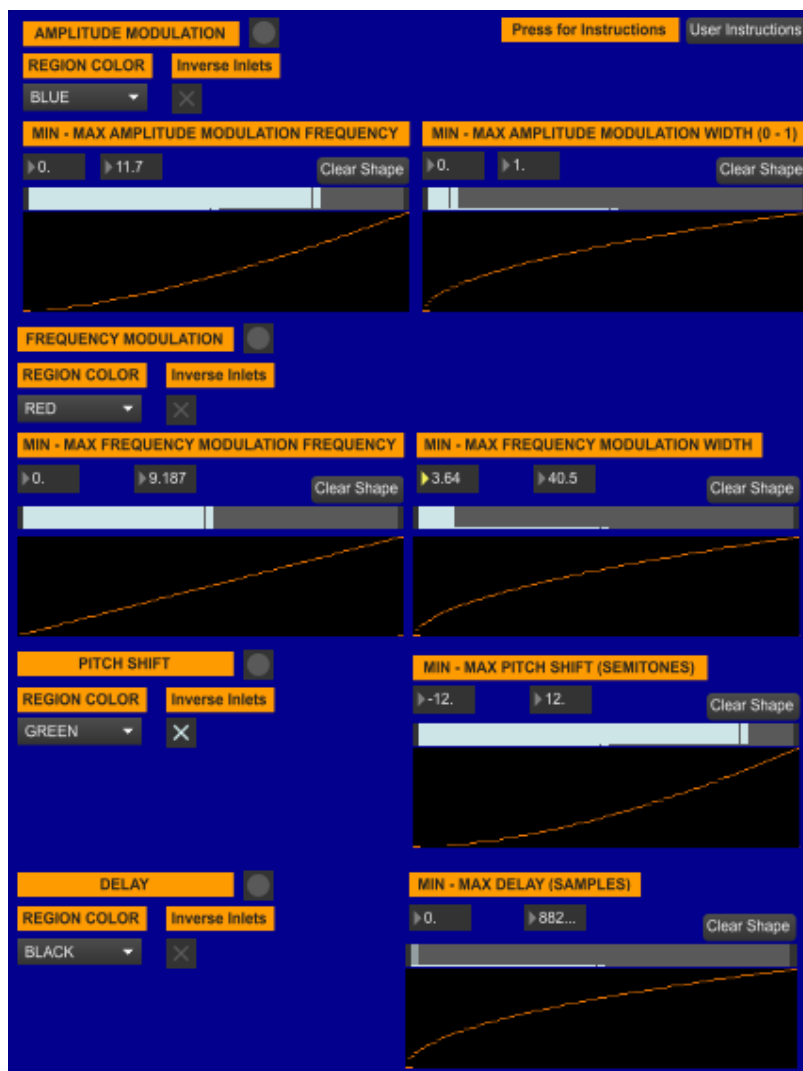 AMPLITUDE MODULATION
Press for Instructions User Instructions
REGION COLOR Inverse Inlets
BLUE
MIN - MAX AMPLITUDE MODULATION FREQUENCY
MIN - MAX AMPLITUDE MODULATION WIDTH (0 - 1)
0. 11.7 Clear Shape
0. 1. Clear Shape
FREQUENCY MODULATION
REGION COLOR Inverse Inlets
RED
MIN - MAX FREQUENCY MODULATION FREQUENCY
MIN - MAX FREQUENCY MODULATION WIDTH
0. 9.187 Clear Shape
3.64 40.5 Clear Shape
PITCH SHIFT
MIN - MAX PITCH SHIFT (SEMITONES)
REGION COLOR Inverse Inlets
-12. 12. Clear Shape
GREEN
DELAY
MIN - MAX DELAY (SAMPLES)
REGION COLOR Inverse Inlets
0. 882... Clear Shape
BLACK